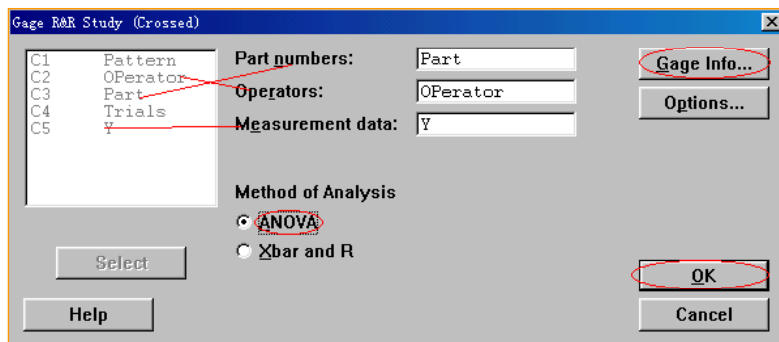 Gage R&R Study (Crossed)
C1 Pattern
C2 OPerator
C3 Part
C4 Trials
C5 Y
Part numbers: Part
Operators: OPerator
Measurement data: Y
Gage Info...
Options...
Method of Analysis
ANOVA
Xbar and R
Select
Help
OK
Cancel